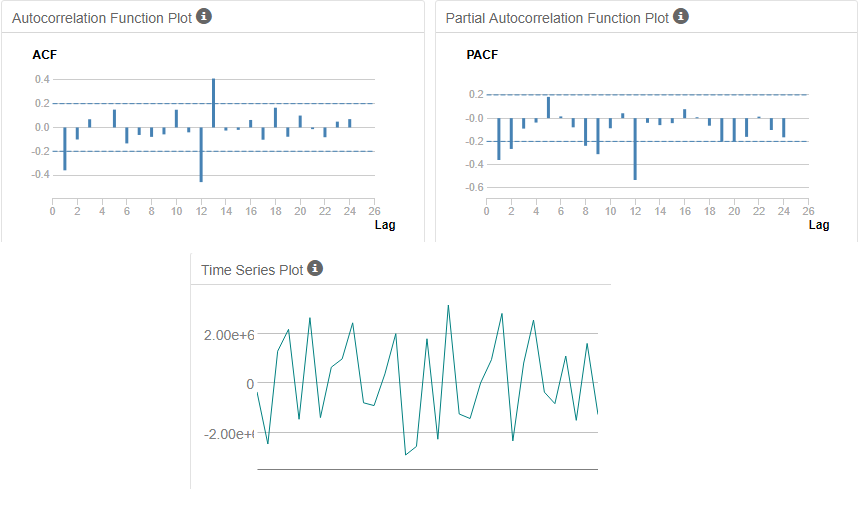 Autocorrelation Function Plot
ACF
0.4
0.2
0.0
-0.2
-0.4
0 2 4 6 8 10 12 14 16 18 20 22 24 26
Lag
Partial Autocorrelation Function Plot
PACF
0.2
-0.0
-0.2
-0.4
-0.6
0 2 4 6 8 10 12 14 16 18 20 22 24 26
Lag
Time Series Plot
2.00e+6
0
-2.00e+